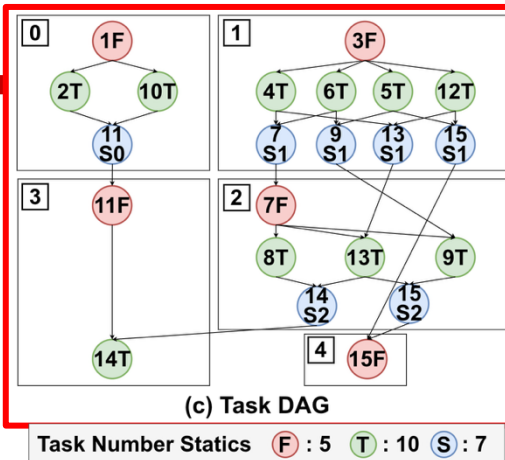 0
1
1F
3F
2T
10T
4T
6T
5T
12T
11
S0
7
S1
9
S1
13
S1
15
S1
3
2
11F
7F
8T
13T
9T
14
S2
15
S2
14T
4
15F
(c) Task DAG
Task Number Statics F : 5 T : 10 S : 7